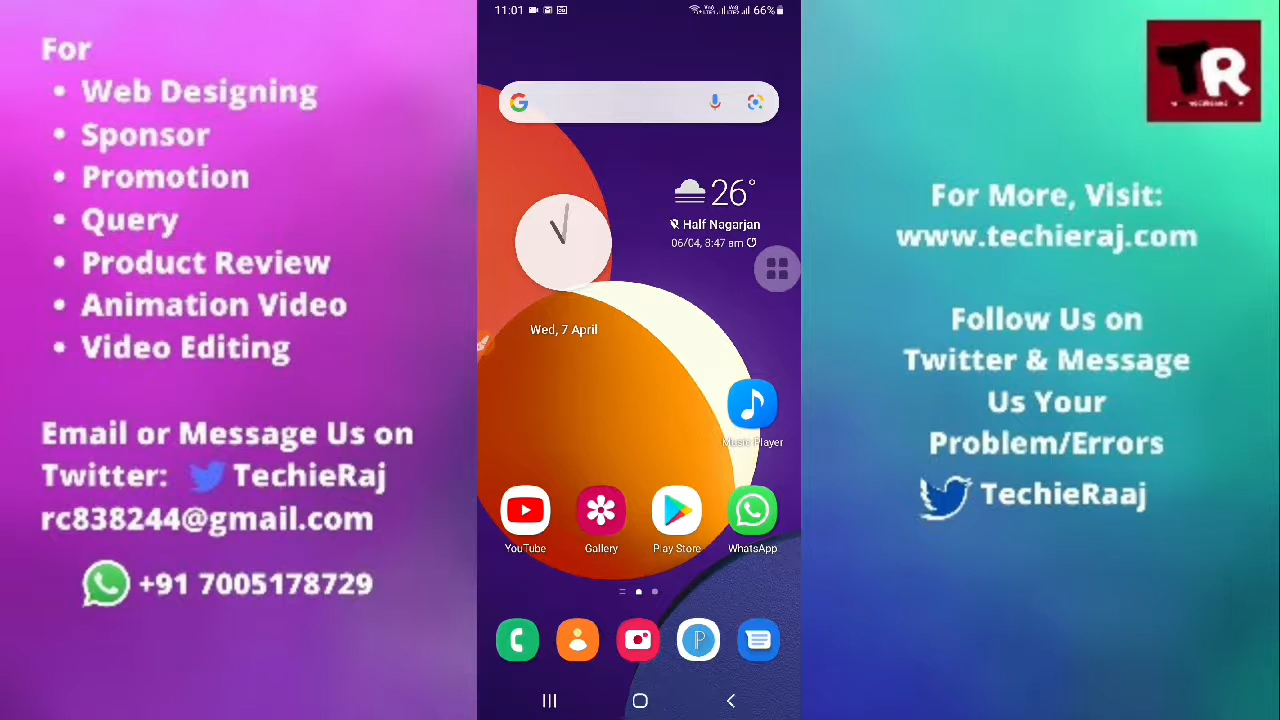 For
• Web Designing
• Sponsor
• Promotion
• Query
• Product Review
• Animation Video
• Video Editing
Email or Message Us on
Twitter: TechieRaj
rc838244@gmail.com
+91 7005178729
11:01
66%
26°
Half Nagarjan
06/04, 8:47 am
Wed, 7 April
Music Player
YouTube
Gallery
Play Store
WhatsApp
TR
For More, Visit:
www.techieraj.com
Follow Us on
Twitter & Message
Us Your
Problem/Errors
TechieRaaj